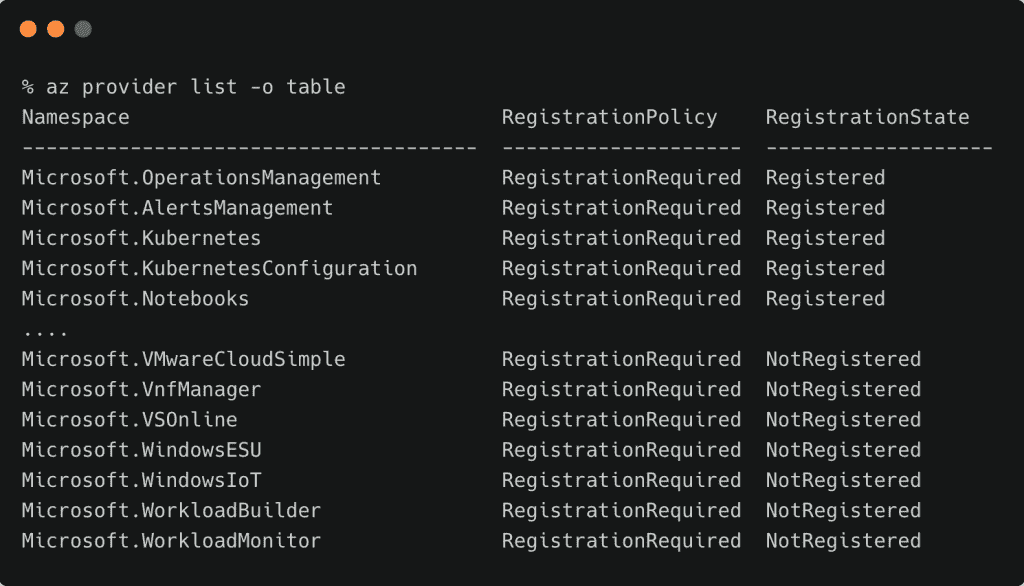 % az provider list -o table
Namespace RegistrationPolicy RegistrationState
-------------------------------------- -------------------- -------------------
Microsoft.OperationsManagement RegistrationRequired Registered
Microsoft.AlertsManagement RegistrationRequired Registered
Microsoft.Kubernetes RegistrationRequired Registered
Microsoft.KubernetesConfiguration RegistrationRequired Registered
Microsoft.Notebooks RegistrationRequired Registered
....
Microsoft.VMwareCloudSimple RegistrationRequired NotRegistered
Microsoft.VnfManager RegistrationRequired NotRegistered
Microsoft.VSOnline RegistrationRequired NotRegistered
Microsoft.WindowsESU RegistrationRequired NotRegistered
Microsoft.WindowsIoT RegistrationRequired NotRegistered
Microsoft.WorkloadBuilder RegistrationRequired NotRegistered
Microsoft.WorkloadMonitor RegistrationRequired NotRegistered